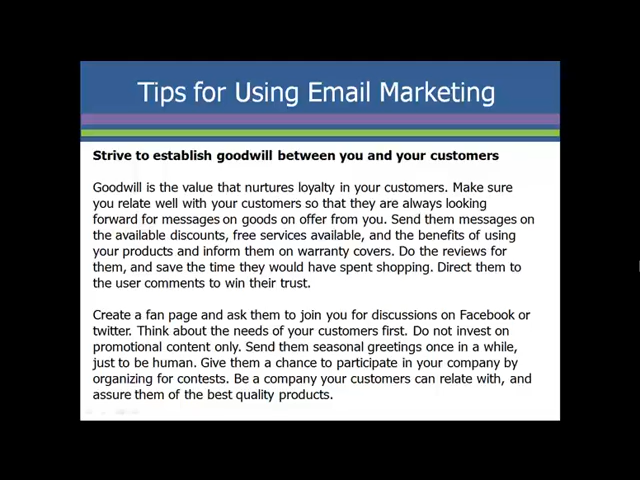 Tips for Using Email Marketing
Strive to establish goodwill between you and your customers
Goodwill is the value that nurtures loyalty in your customers. Make sure
you relate well with your customers so that they are always looking
forward for messages on goods on offer from you. Send them messages on
the available discounts, free services available, and the benefits of using
your products and inform them on warranty covers. Do the reviews for
them, and save the time they would have spent shopping. Direct them to
the user comments to win their trust.
Create a fan page and ask them to join you for discussions on Facebook or
twitter. Think about the needs of your customers first. Do not invest on
promotional content only. Send them seasonal greetings once in a while,
just to be human. Give them a chance to participate in your company by
organizing for contests. Be a company your customers can relate with, and
assure them of the best quality products.